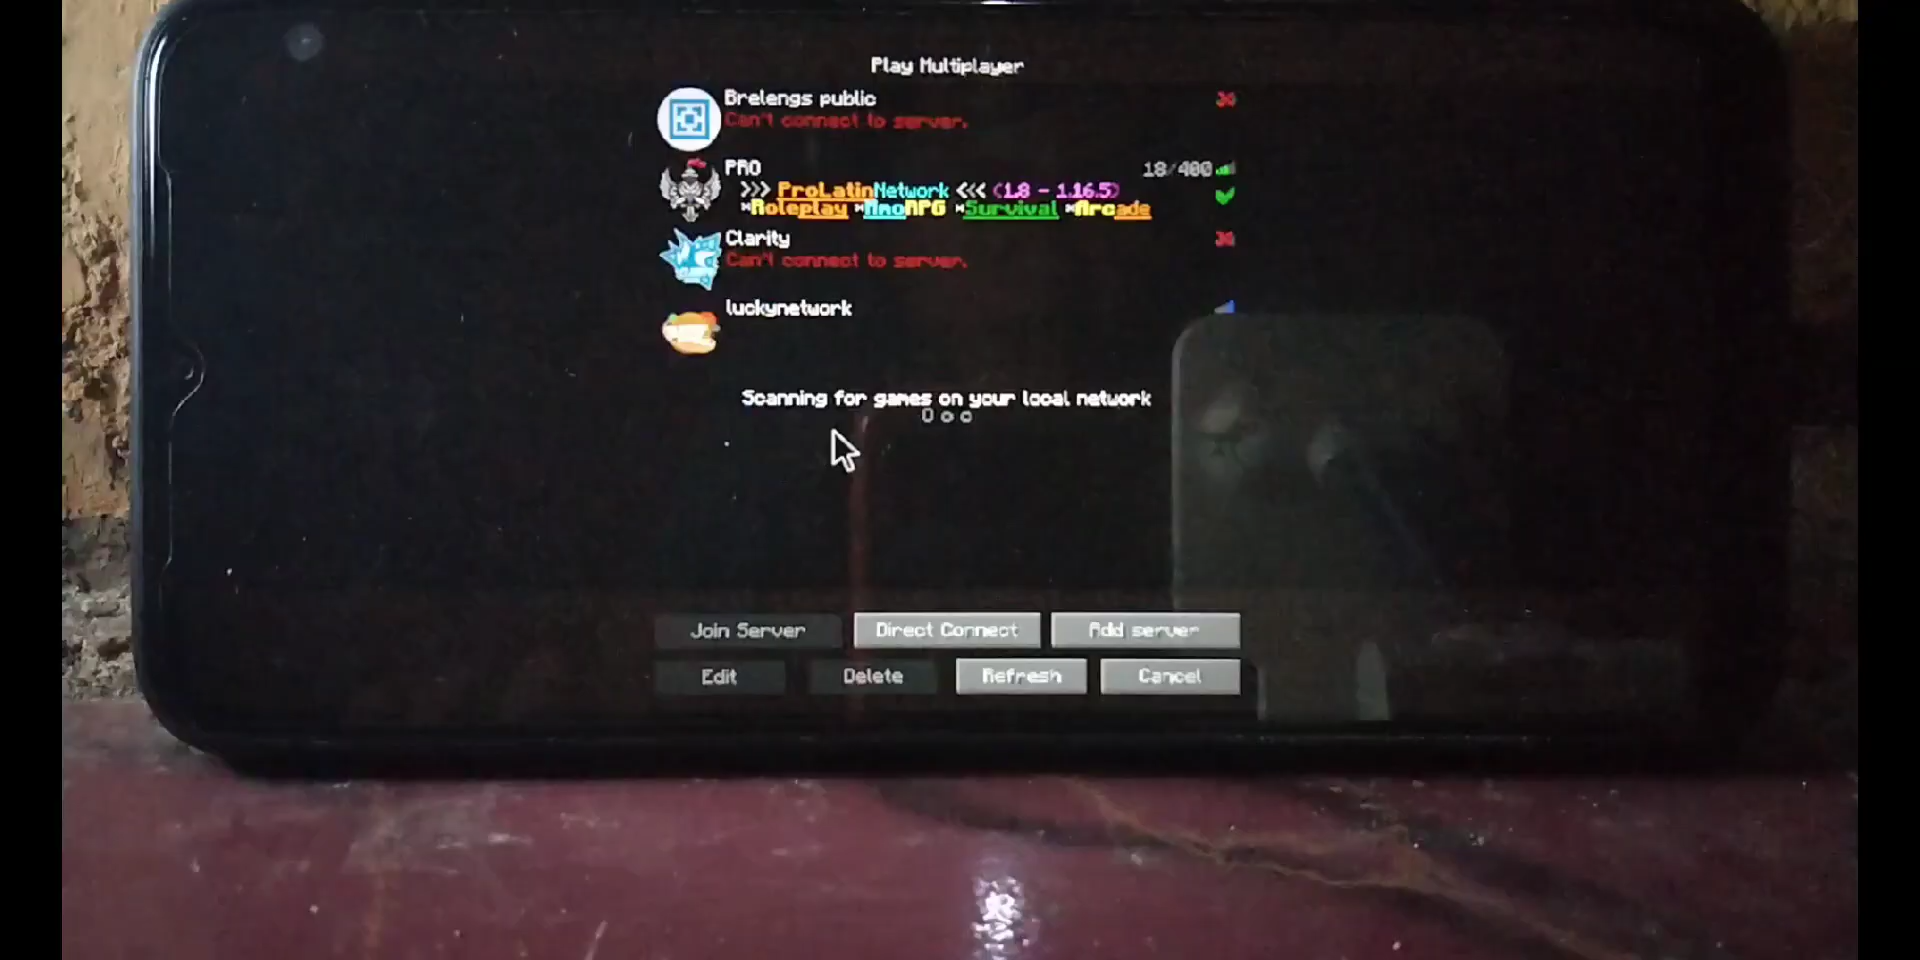 Play Multiplayer
Brelengs public
Can't connect to server.
PRO 18/400
>>> ProLatinNetwork <<< (1.8 - 1.16.5)
*Roleplay *MmoRPG *Survival *Arcade
Clarity
Can't connect to server.
luckynetwork
Scanning for games on your local network
O o o
Join Server Direct Connect Add server
Edit Delete Refresh Cancel